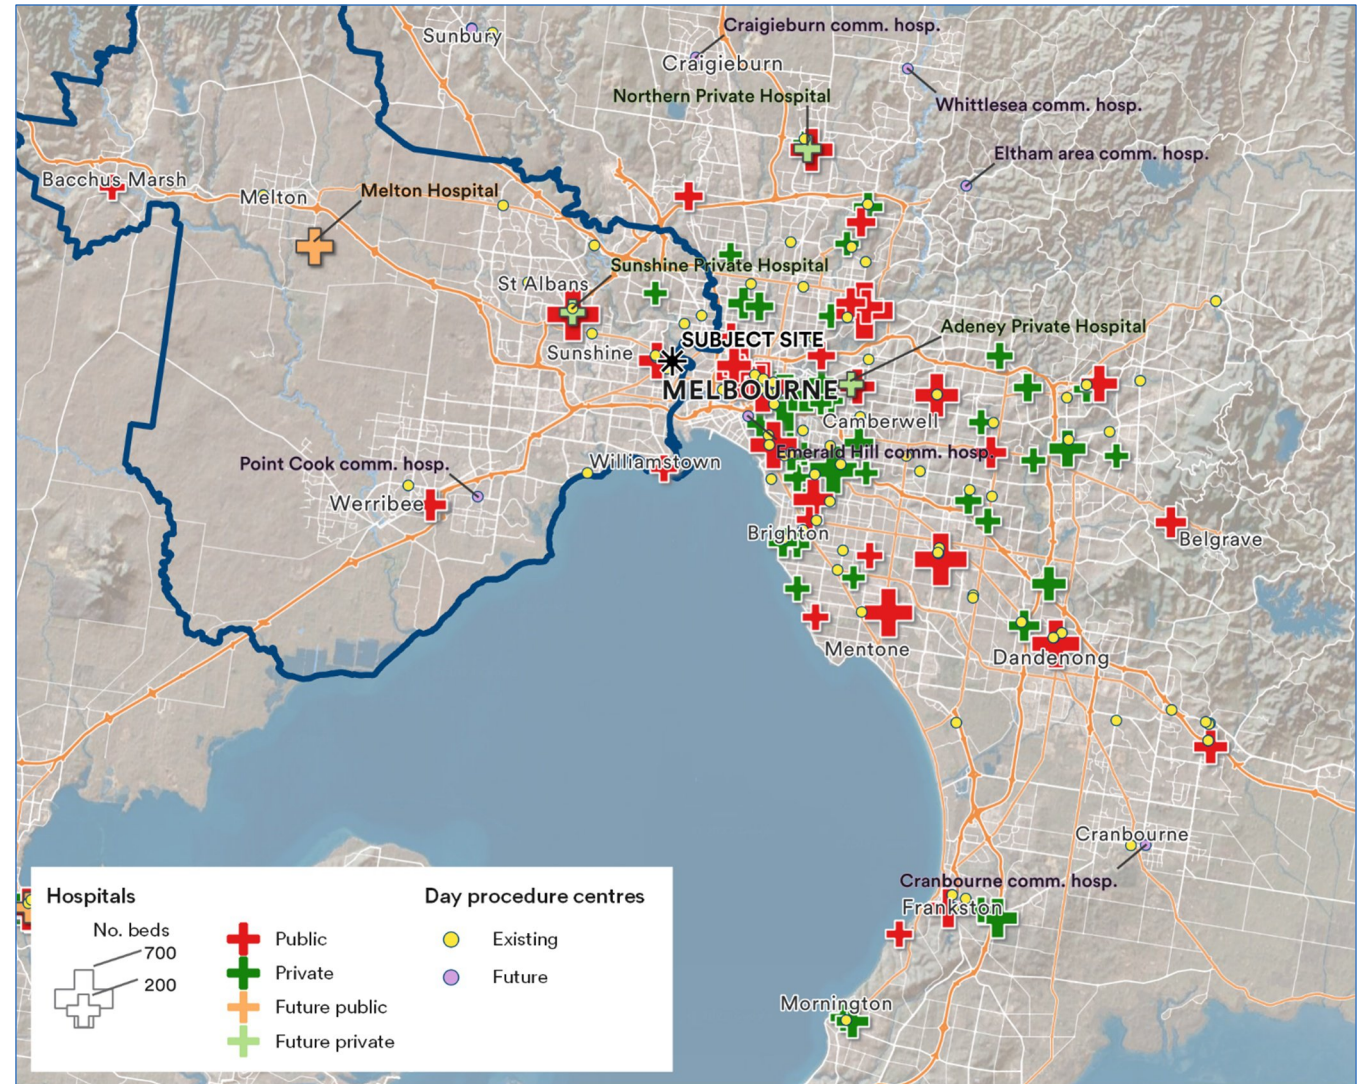 Sunbury
Craigieburn comm. hosp.
Craigieburn
Northern Private Hospital
Whittlesea comm. hosp.
Eltham area comm. hosp.
Bacchus Marsh
Melton
Melton Hospital
St Albans
Sunshine Private Hospital
Sunshine
SUBJECT SITE
Adeney Private Hospital
MELBOURNE
Camberwell
Point Cook comm. hosp.
Williamstown
Emerald Hill comm. hosp.
Werribee
Brighton
Belgrave
Mentone
Dandenong
Cranbourne
Cranbourne comm. hosp.
Frankston
Mornington
Hospitals
No. beds
700
200
Public
Private
Future public
Future private
Day procedure centres
Existing
Future